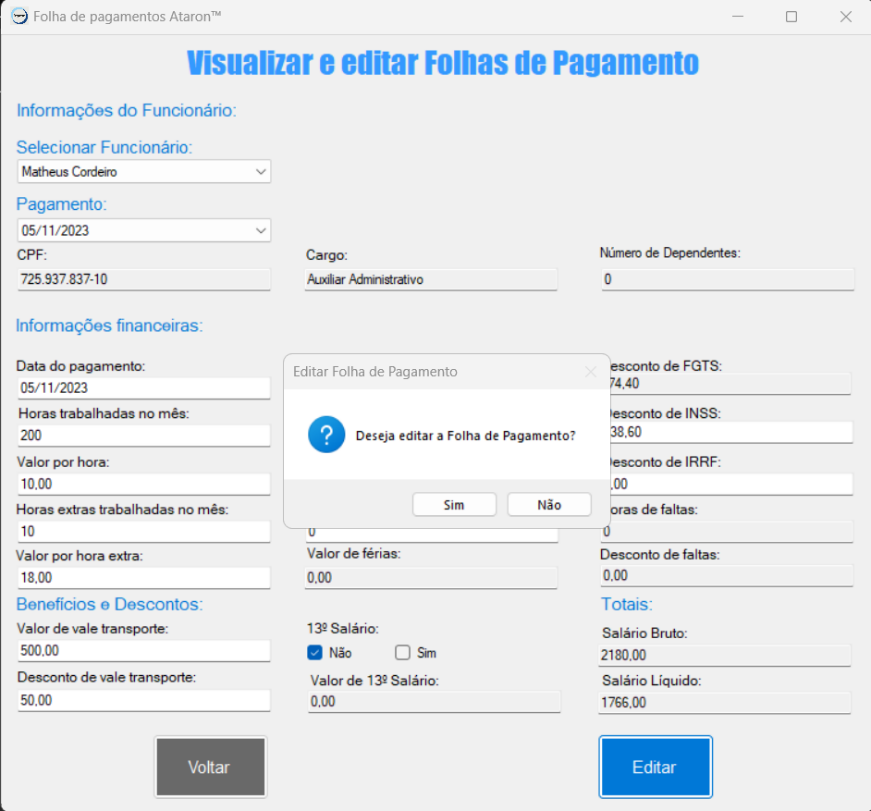 Folha de pagamentos Ataron™
Visualizar e editar Folhas de Pagamento
Informações do Funcionário:
Selecionar Funcionário:
Matheus Cordeiro
Pagamento:
05/11/2023
CPF:
725.937.837-10
Cargo:
Auxiliar Administrativo
Número de Dependentes:
0
Informações financeiras:
Data do pagamento:
05/11/2023
Horas trabalhadas no mês:
200
Valor por hora:
10,00
Horas extras trabalhadas no mês:
10
Valor por hora extra:
18,00
Editar Folha de Pagamento
Deseja editar a Folha de Pagamento?
Sim
Não
0
Valor de férias:
0,00
esconto de FGTS:
74,40
esconto de INSS:
38,60
esconto de IRRF:
,00
oras de faltas:
0
Desconto de faltas:
0,00
Benefícios e Descontos:
Valor de vale transporte:
500,00
Desconto de vale transporte:
50,00
13º Salário:
Não
Sim
Valor de 13º Salário:
0,00
Totais:
Salário Bruto:
2180,00
Salário Líquido:
1766,00
Voltar
Editar